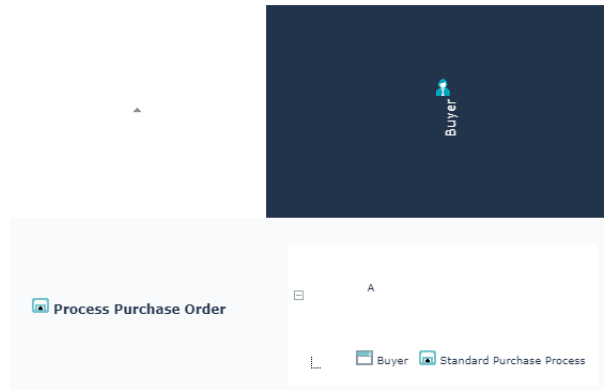 Buyer
Process Purchase Order
A
Buyer Standard Purchase Process